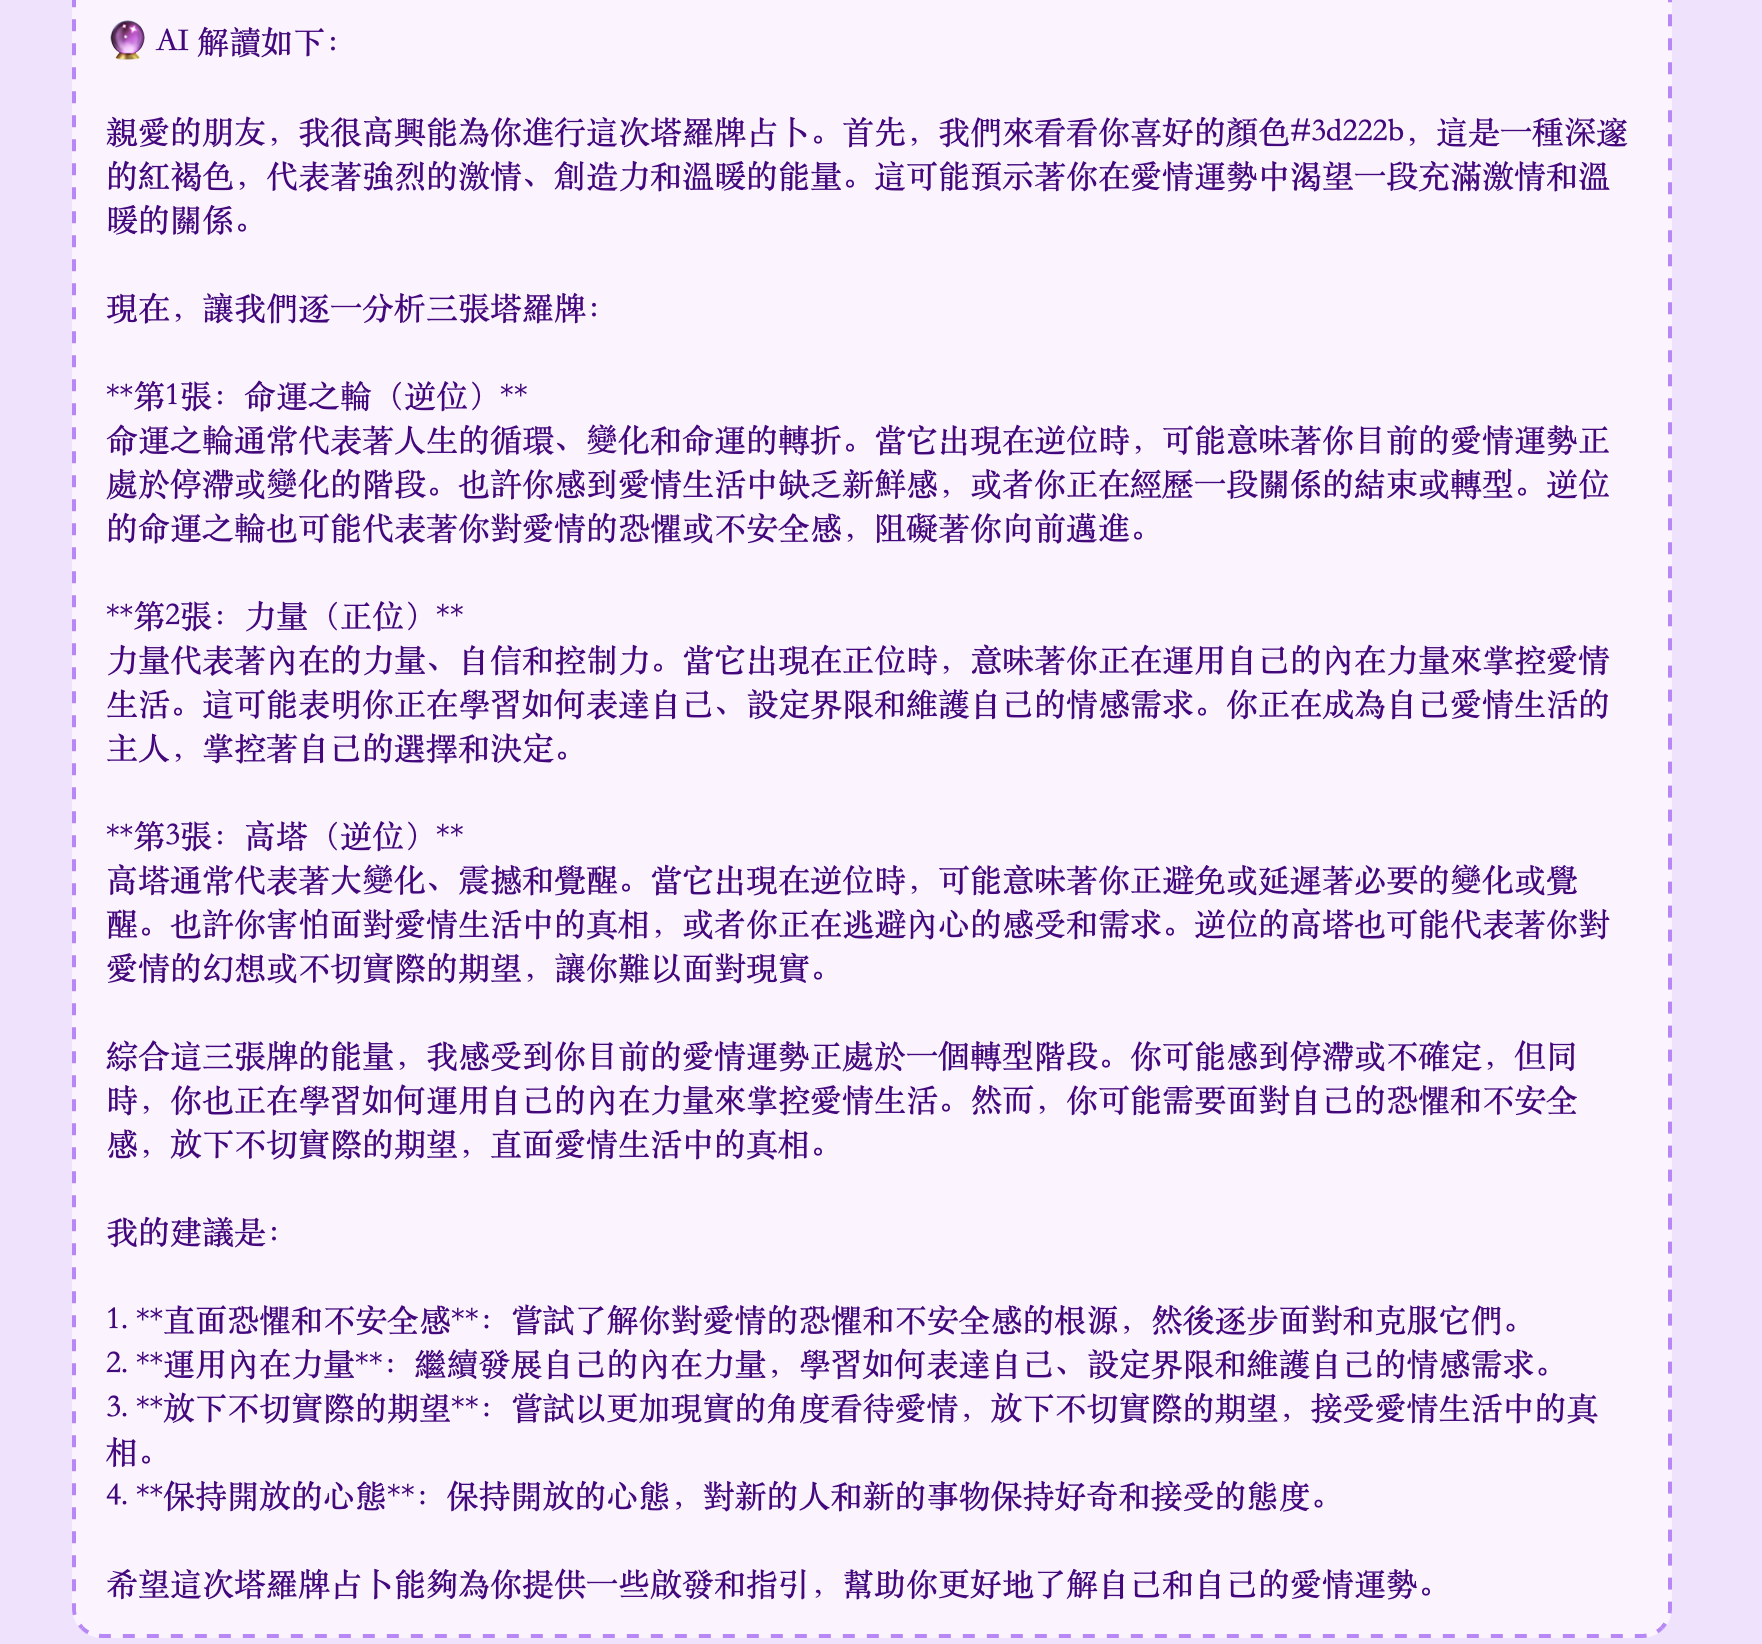 🔮 AI 解讀如下：
親愛的朋友，我很高興能為你進行這次塔羅牌占卜。首先，我們來看看你喜好的顏色#3d222b，這是一種深邃
的紅褐色，代表著強烈的激情、創造力和溫暖的能量。這可能預示著你在愛情運勢中渴望一段充滿激情和溫
暖的關係。
現在，讓我們逐一分析三張塔羅牌：
**第1張：命運之輪（逆位）**
命運之輪通常代表著人生的循環、變化和命運的轉折。當它出現在逆位時，可能意味著你目前的愛情運勢正
處於停滯或變化的階段。也許你感到愛情生活中缺乏新鮮感，或者你正在經歷一段關係的結束或轉型。逆位
的命運之輪也可能代表著你對愛情的恐懼或不安全感，阻礙著你向前邁進。
**第2張：力量（正位）**
力量代表著內在的力量、自信和控制力。當它出現在正位時，意味著你正在運用自己的內在力量來掌控愛情
生活。這可能表明你正在學習如何表達自己、設定界限和維護自己的情感需求。你正在成為自己愛情生活的
主人，掌控著自己的選擇和決定。
**第3張：高塔（逆位）**
高塔通常代表著大變化、震撼和覺醒。當它出現在逆位時，可能意味著你正避免或延遲著必要的變化或覺
醒。也許你害怕面對愛情生活中的真相，或者你正在逃避內心的感受和需求。逆位的高塔也可能代表著你對
愛情的幻想或不切實際的期望，讓你難以面對現實。
綜合這三張牌的能量，我感受到你目前的愛情運勢正處於一個轉型階段。你可能感到停滯或不確定，但同
時，你也正在學習如何運用自己的內在力量來掌控愛情生活。然而，你可能需要面對自己的恐懼和不安全
感，放下不切實際的期望，直面愛情生活中的真相。
我的建議是：
1. **直面恐懼和不安全感**：嘗試了解你對愛情的恐懼和不安全感的根源，然後逐步面對和克服它們。
2. **運用內在力量**：繼續發展自己的內在力量，學習如何表達自己、設定界限和維護自己的情感需求。
3. **放下不切實際的期望**：嘗試以更加現實的角度看待愛情，放下不切實際的期望，接受愛情生活中的真
相。
4. **保持開放的心態**：保持開放的心態，對新的人和新的事物保持好奇和接受的態度。
希望這次塔羅牌占卜能夠為你提供一些啟發和指引，幫助你更好地了解自己和自己的愛情運勢。